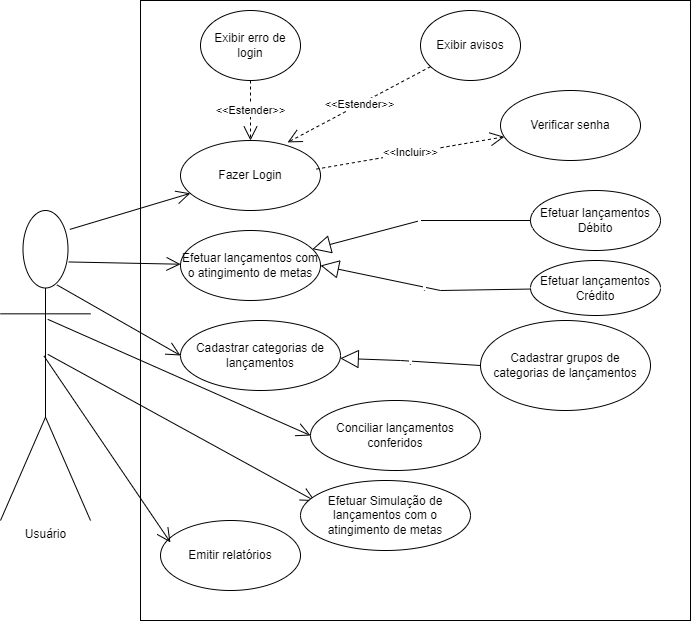 Exibir erro de
login
Exibir avisos
<<Estender>>
<<Estender>>
Verificar senha
<<Incluir>>
Fazer Login
Efetuar lançamentos
Débito
Efetuar lançamentos com
o atingimento de metas
Efetuar lançamentos
Crédito
Cadastrar categorias de
lançamentos
Cadastrar grupos de
categorias de lançamentos
Conciliar lançamentos
conferidos
Efetuar Simulação de
lançamentos com o
atingimento de metas
Usuário
Emitir relatórios